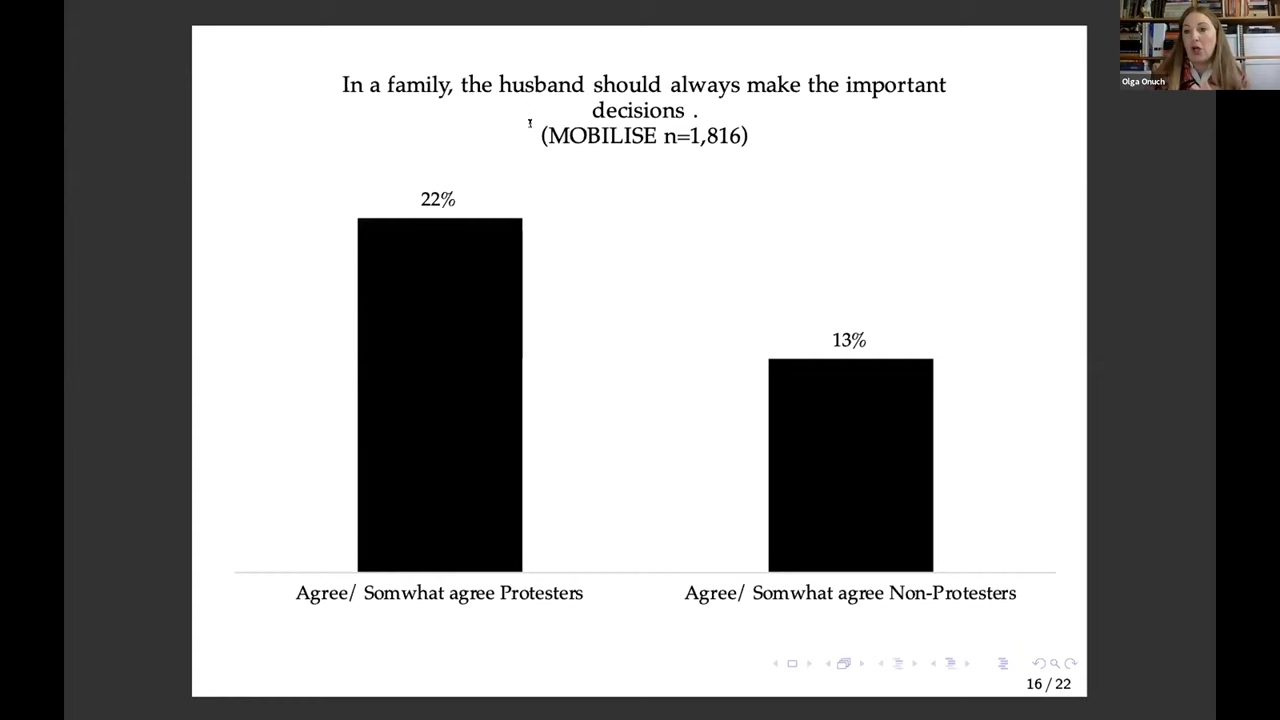 Olga Onuch
In a family, the husband should always make the important
decisions .
(MOBILISE n=1,816)
22%
13%
Agree/ Somwhat agree Protesters
Agree/ Somwhat agree Non-Protesters
16 / 22